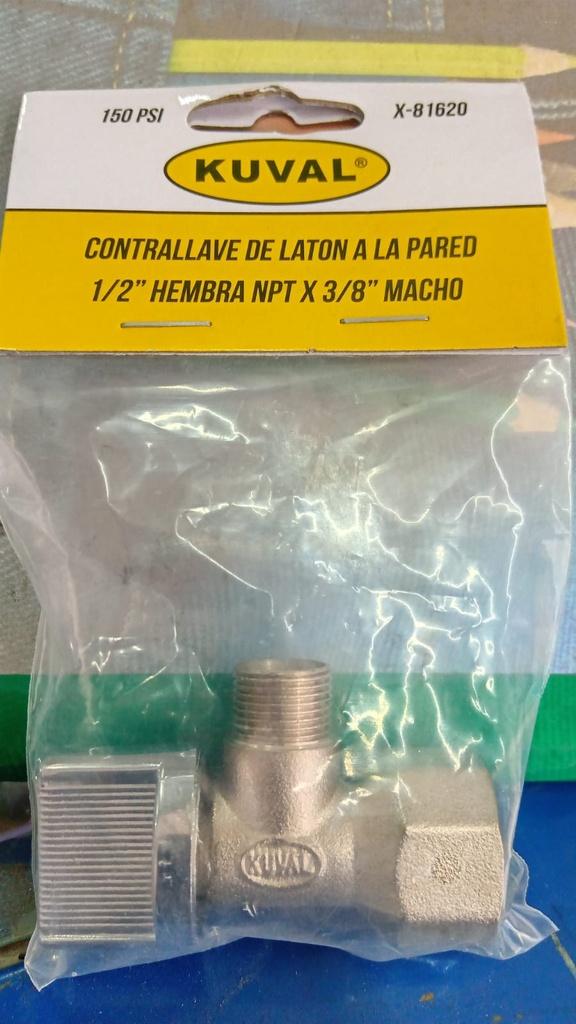 150 PSI
X-81620
KUVAL®
CONTRALLAVE DE LATON A LA PARED
1/2" HEMBRA NPT X 3/8" MACHO
KUVAL